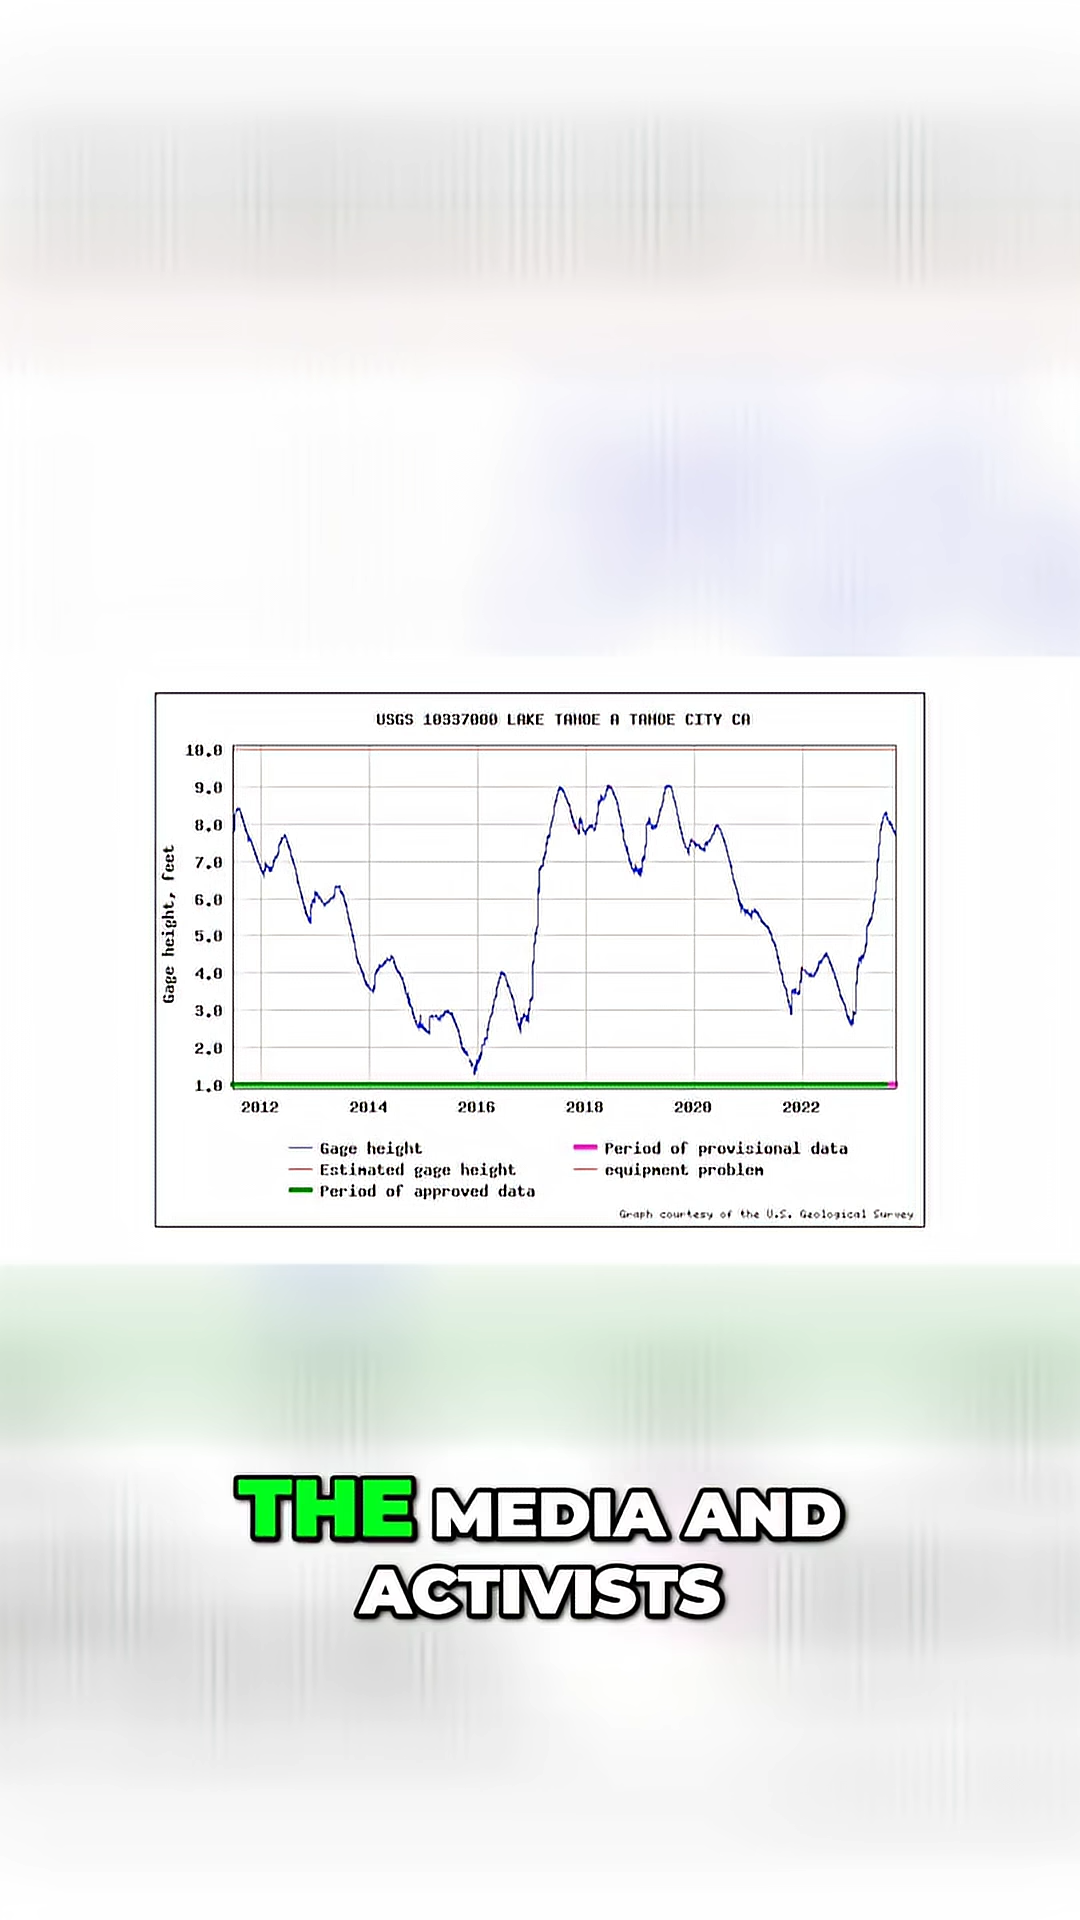 USGS 10337000 LAKE TAHOE A TAHOE CITY CA
10.0
9.0
8.0
7.0
6.0
5.0
4.0
3.0
2.0
1.0
Gage height, feet
2012 2014 2016 2018 2020 2022
Gage height
Estimated gage height
Period of approved data
Period of provisional data
equipment problem
Graph courtesy of the U.S. Geological Survey
THE MEDIA AND
ACTIVISTS